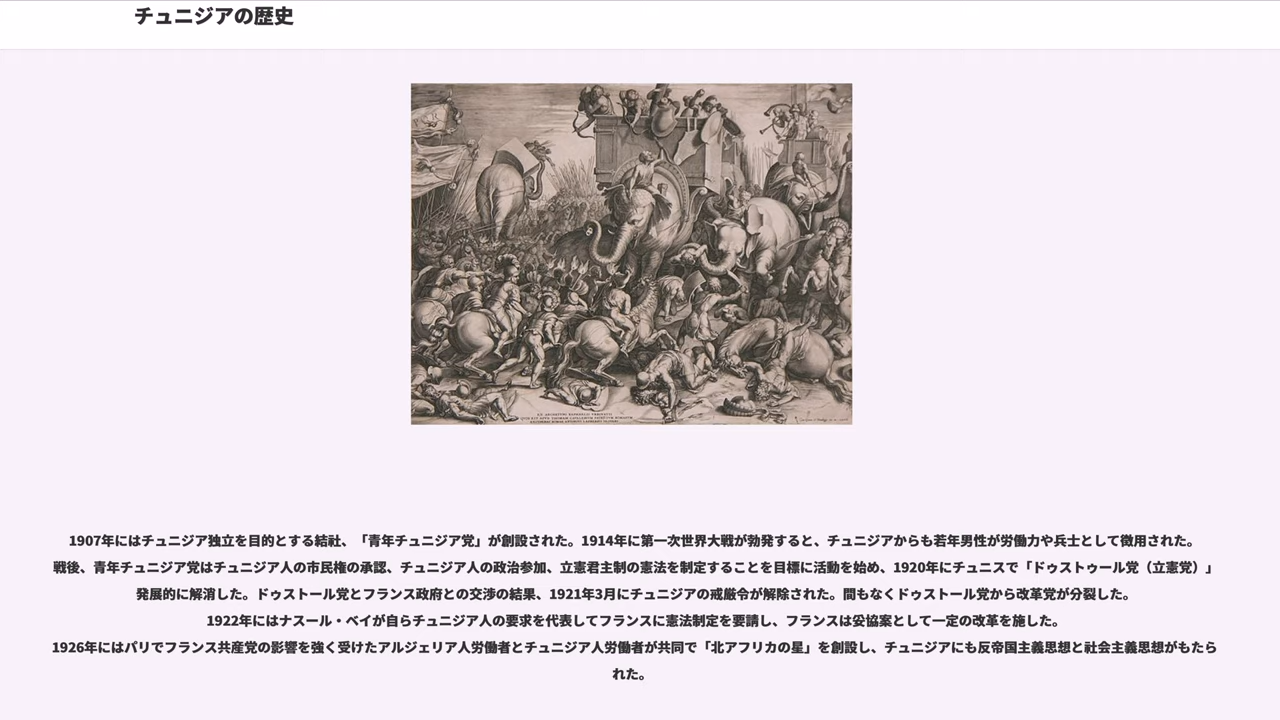 チュニジアの歴史
1907年にはチュニジア独立を目的とする結社、「青年チュニジア党」が創設された。1914年に第一次世界大戦が勃発すると、チュニジアからも若年男性が労働力や兵士として徴用された。
戦後、青年チュニジア党はチュニジア人の市民権の承認、チュニジア人の政治参加、立憲君主制の憲法を制定することを目標に活動を始め、1920年にチュニスで「ドゥストゥール党（立憲党）」
発展的に解消した。ドゥストール党とフランス政府との交渉の結果、1921年3月にチュニジアの戒厳令が解除された。間もなくドゥストール党から改革党が分裂した。
1922年にはナスール・ベイが自らチュニジア人の要求を代表してフランスに憲法制定を要請し、フランスは妥協案として一定の改革を施した。
1926年にはパリでフランス共産党の影響を強く受けたアルジェリア人労働者とチュニジア人労働者が共同で「北アフリカの星」を創設し、チュニジアにも反帝国主義思想と社会主義思想がもたら
れた。